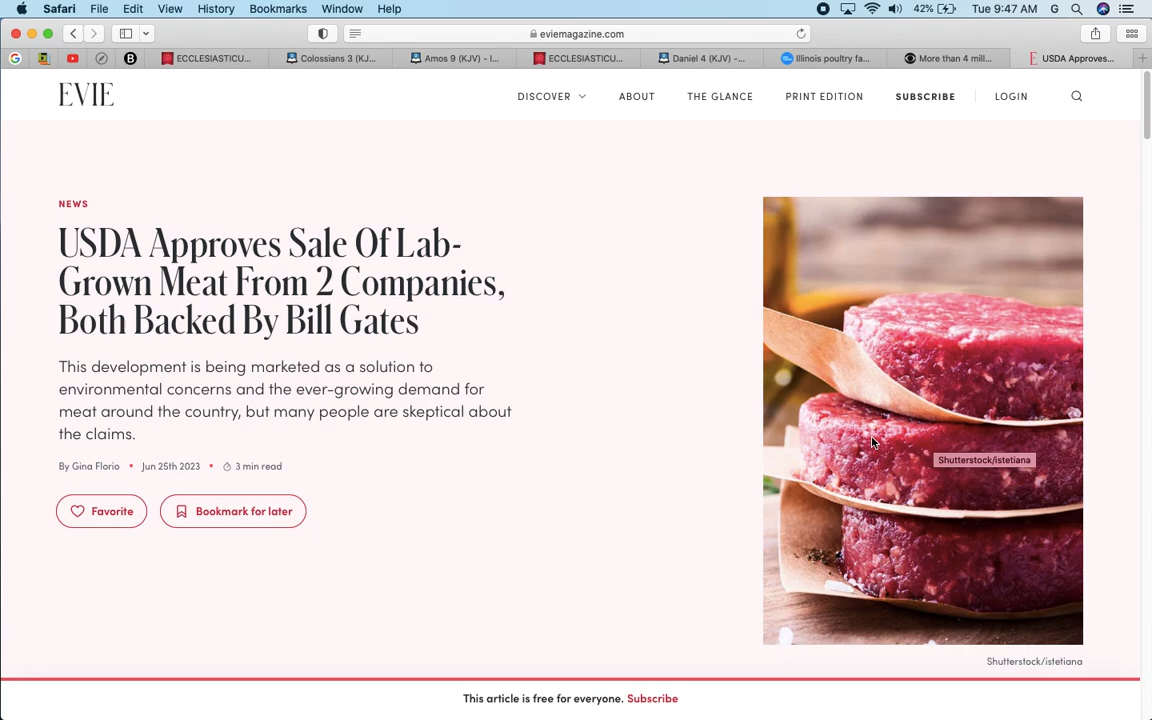 Safari File Edit View History Bookmarks Window Help 42% Tue 9:47 AM G
eviemagazine.com
G B ECCLESIASTICU... Colossians 3 (KJ... Amos 9 (KJV) - I... ECCLESIASTICU... Daniel 4 (KJV) -... Illinois poultry fa... More than 4 mill... E USDA Approves...
EVIE DISCOVER ABOUT THE GLANCE PRINT EDITION SUBSCRIBE LOGIN
NEWS
USDA Approves Sale Of Lab-
Grown Meat From 2 Companies,
Both Backed By Bill Gates
This development is being marketed as a solution to
environmental concerns and the ever-growing demand for
meat around the country, but many people are skeptical about
the claims.
By Gina Florio • Jun 25th 2023 • 3 min read
Favorite Bookmark for later
Shutterstock/istetiana
Shutterstock/istetiana
This article is free for everyone. Subscribe